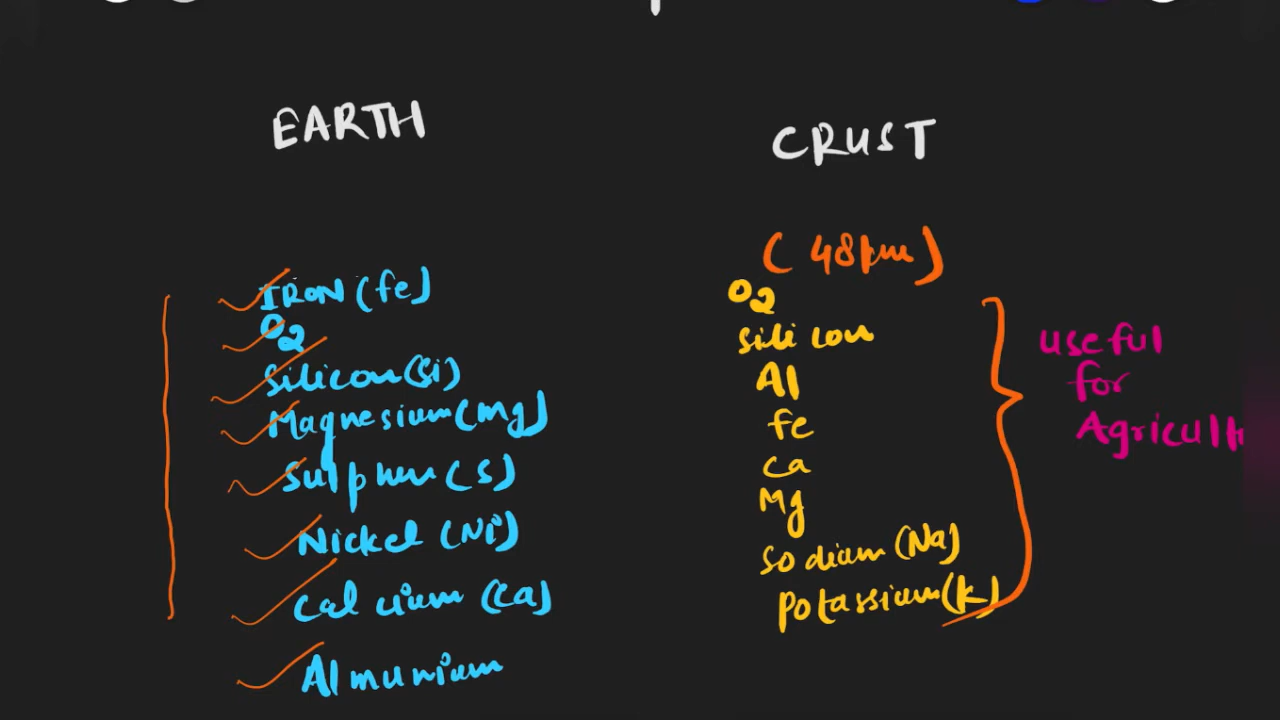 EARTH
CRUST
IRON (fe)
O2
Silicon (Si)
Magnesium (Mg)
Sulphur (S)
Nickel (Ni)
Calcium (Ca)
Almunium
(48km)
O2
Silicon
Al
fe
Ca
Mg
Sodium (Na)
Potassium (K)
useful
for
Agricult